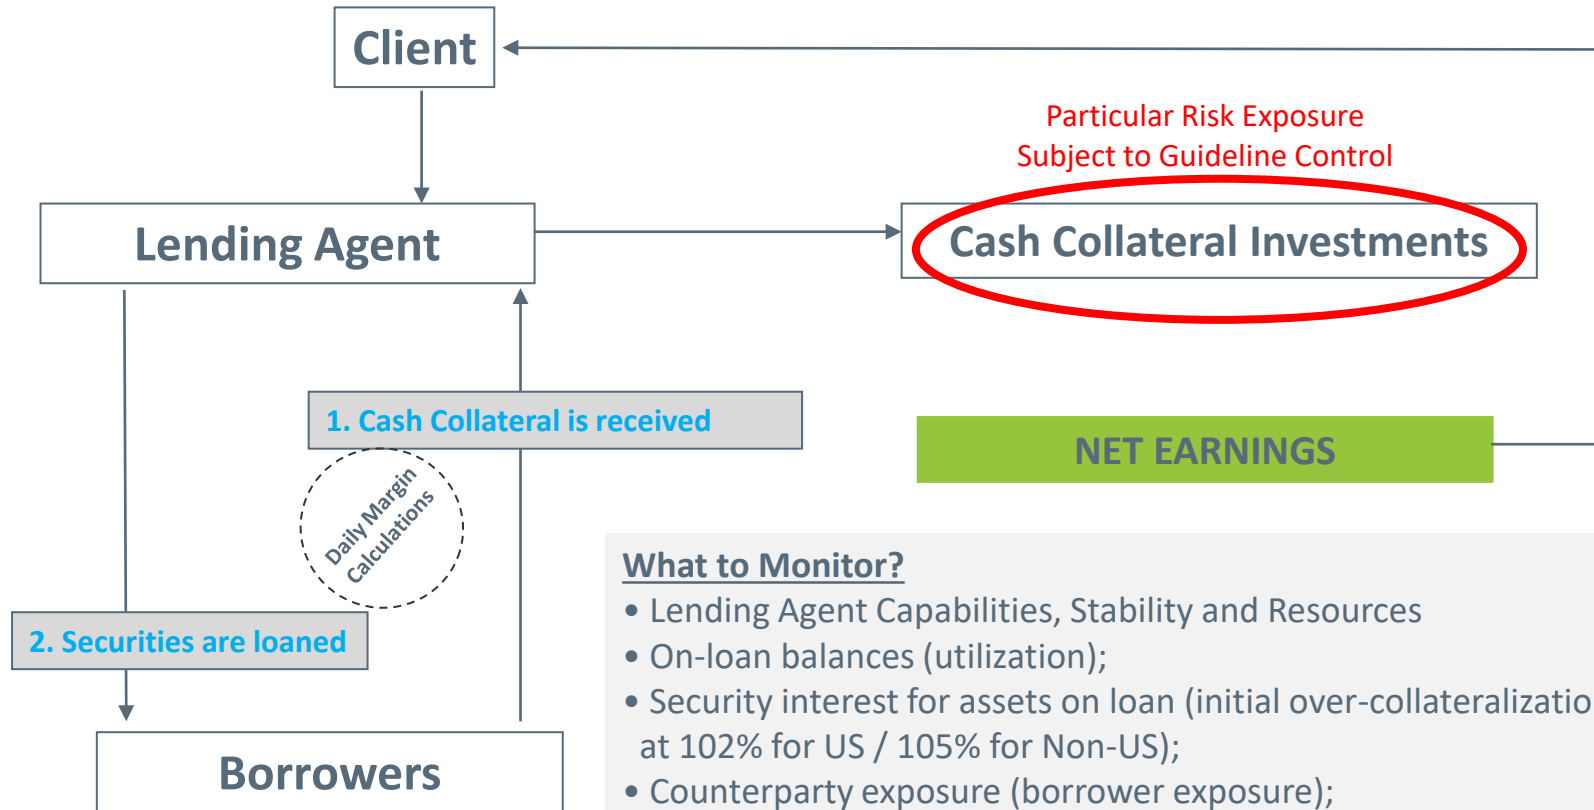 Client
Particular Risk Exposure
Subject to Guideline Control
Lending Agent
Cash Collateral Investments
1. Cash Collateral is received
NET EARNINGS
Daily Margin
Calculations
What to Monitor?
• Lending Agent Capabilities, Stability and Resources
• On-loan balances (utilization);
2. Securities are loaned
• Security interest for assets on loan (initial over-collateralizatio
at 102% for US / 105% for Non-US);
Borrowers
• Counterparty exposure (borrower exposure);